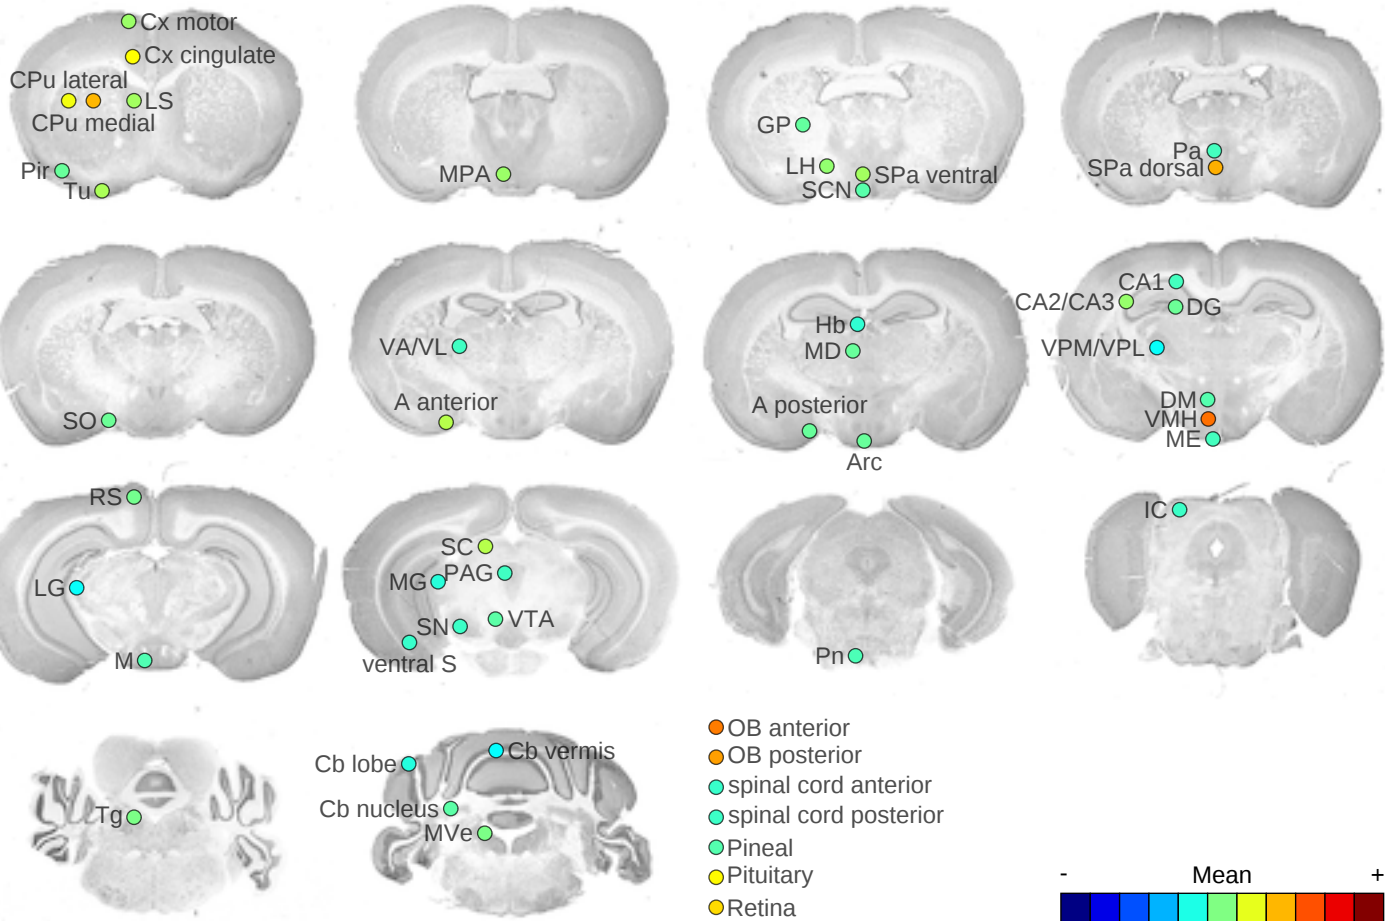 Cx motor
Cx cingulate
CPu lateral
LS
CPu medial
Pir
Tu
MPA
GP
LH
SPa ventral
SCN
Pa
SPa dorsal
SO
VA/VL
A anterior
Hb
MD
A posterior
Arc
CA1
CA2/CA3
DG
VPM/VPL
DM
VMH
ME
RS
LG
M
SC
PAG
MG
VTA
SN
ventral S
Pn
IC
Tg
Cb lobe
Cb vermis
Cb nucleus
MVe
OB anterior
OB posterior
spinal cord anterior
spinal cord posterior
Pineal
Pituitary
Retina
- Mean +